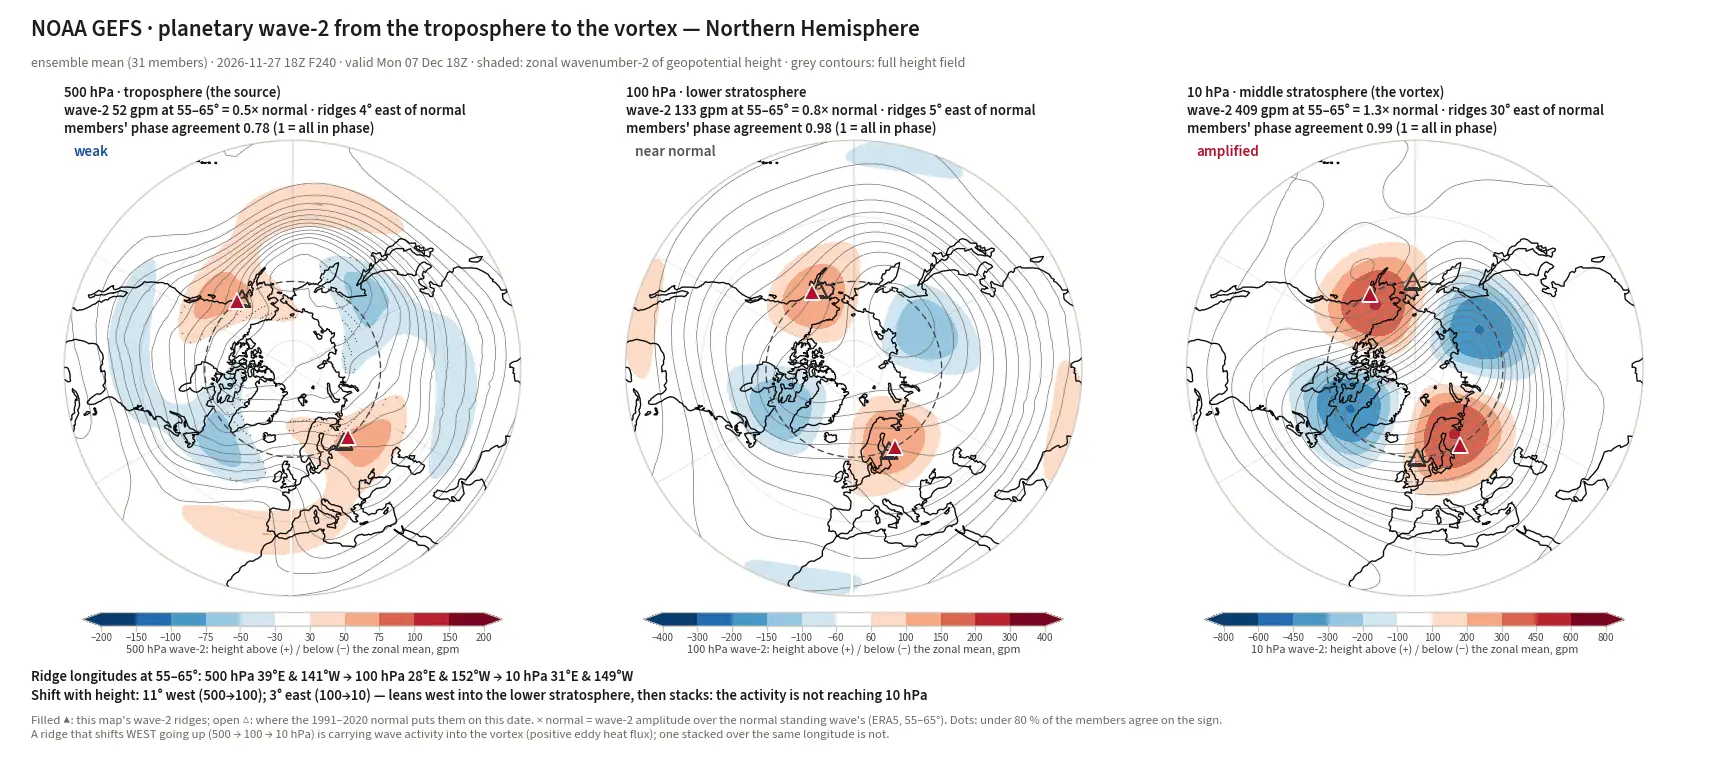 NOAA GEFS · planetary wave-2 from the troposphere to the vortex — Northern Hemisphere
ensemble mean (31 members) · 2026-11-27 18Z F240 · valid Mon 07 Dec 18Z · shaded: zonal wavenumber-2 of geopotential height · grey contours: full height field
500 hPa · troposphere (the source)
wave-2 52 gpm at 55–65° = 0.5× normal · ridges 4° east of normal
members' phase agreement 0.78 (1 = all in phase)
weak
100 hPa · lower stratosphere
wave-2 133 gpm at 55–65° = 0.8× normal · ridges 5° east of normal
members' phase agreement 0.98 (1 = all in phase)
near normal
10 hPa · middle stratosphere (the vortex)
wave-2 409 gpm at 55–65° = 1.3× normal · ridges 30° east of normal
members' phase agreement 0.99 (1 = all in phase)
amplified
−200 −150 −100 −75 −50 −30 30 50 75 100 150 200
500 hPa wave-2: height above (+) / below (−) the zonal mean, gpm
−400 −300 −200 −150 −100 −60 60 100 150 200 300 400
100 hPa wave-2: height above (+) / below (−) the zonal mean, gpm
−800 −600 −450 −300 −200 −100 100 200 300 450 600 800
10 hPa wave-2: height above (+) / below (−) the zonal mean, gpm
Ridge longitudes at 55–65°: 500 hPa 39°E & 141°W → 100 hPa 28°E & 152°W → 10 hPa 31°E & 149°W
Shift with height: 11° west (500→100); 3° east (100→10) — leans west into the lower stratosphere, then stacks: the activity is not reaching 10 hPa
Filled ▲: this map's wave-2 ridges; open △: where the 1991–2020 normal puts them on this date. × normal = wave-2 amplitude over the normal standing wave's (ERA5, 55–65°). Dots: under 80 % of the members agree on the sign.
A ridge that shifts WEST going up (500 → 100 → 10 hPa) is carrying wave activity into the vortex (positive eddy heat flux); one stacked over the same longitude is not.